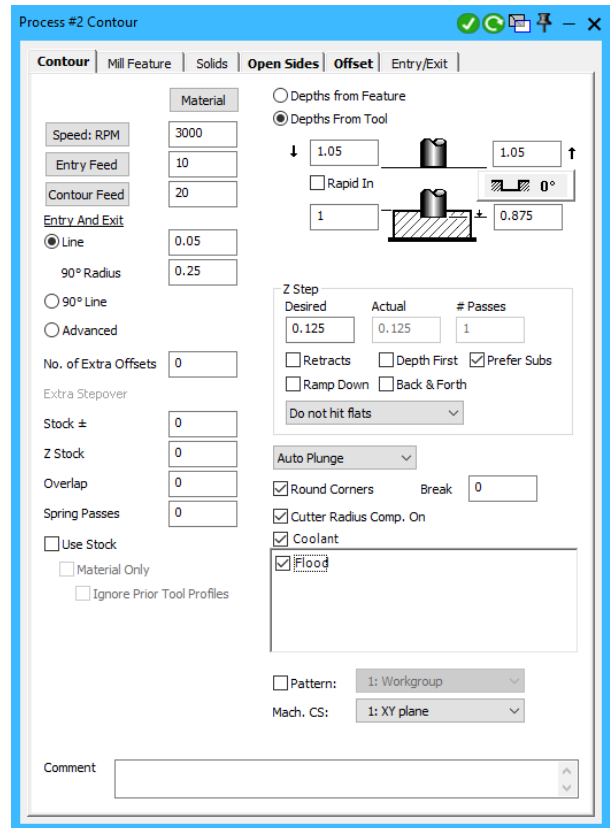 Process #2 Contour
Contour Mill Feature Solids Open Sides Offset Entry/Exit
Material
Speed: RPM 3000
Entry Feed 10
Contour Feed 20
Entry And Exit
Line 0.05
90° Radius 0.25
90° Line
Advanced
No. of Extra Offsets 0
Extra Stepover
Stock ± 0
Z Stock 0
Overlap 0
Spring Passes 0
Use Stock
Material Only
Ignore Prior Tool Profiles
Depths from Feature
Depths From Tool
1.05 1.05
Rapid In 0°
1 0.875
Z Step
Desired Actual # Passes
0.125 0.125 1
Retracts Depth First Prefer Subs
Ramp Down Back & Forth
Do not hit flats
Auto Plunge
Round Corners Break 0
Cutter Radius Comp. On
Coolant
Flood
Pattern: 1: Workgroup
Mach. CS: 1: XY plane
Comment